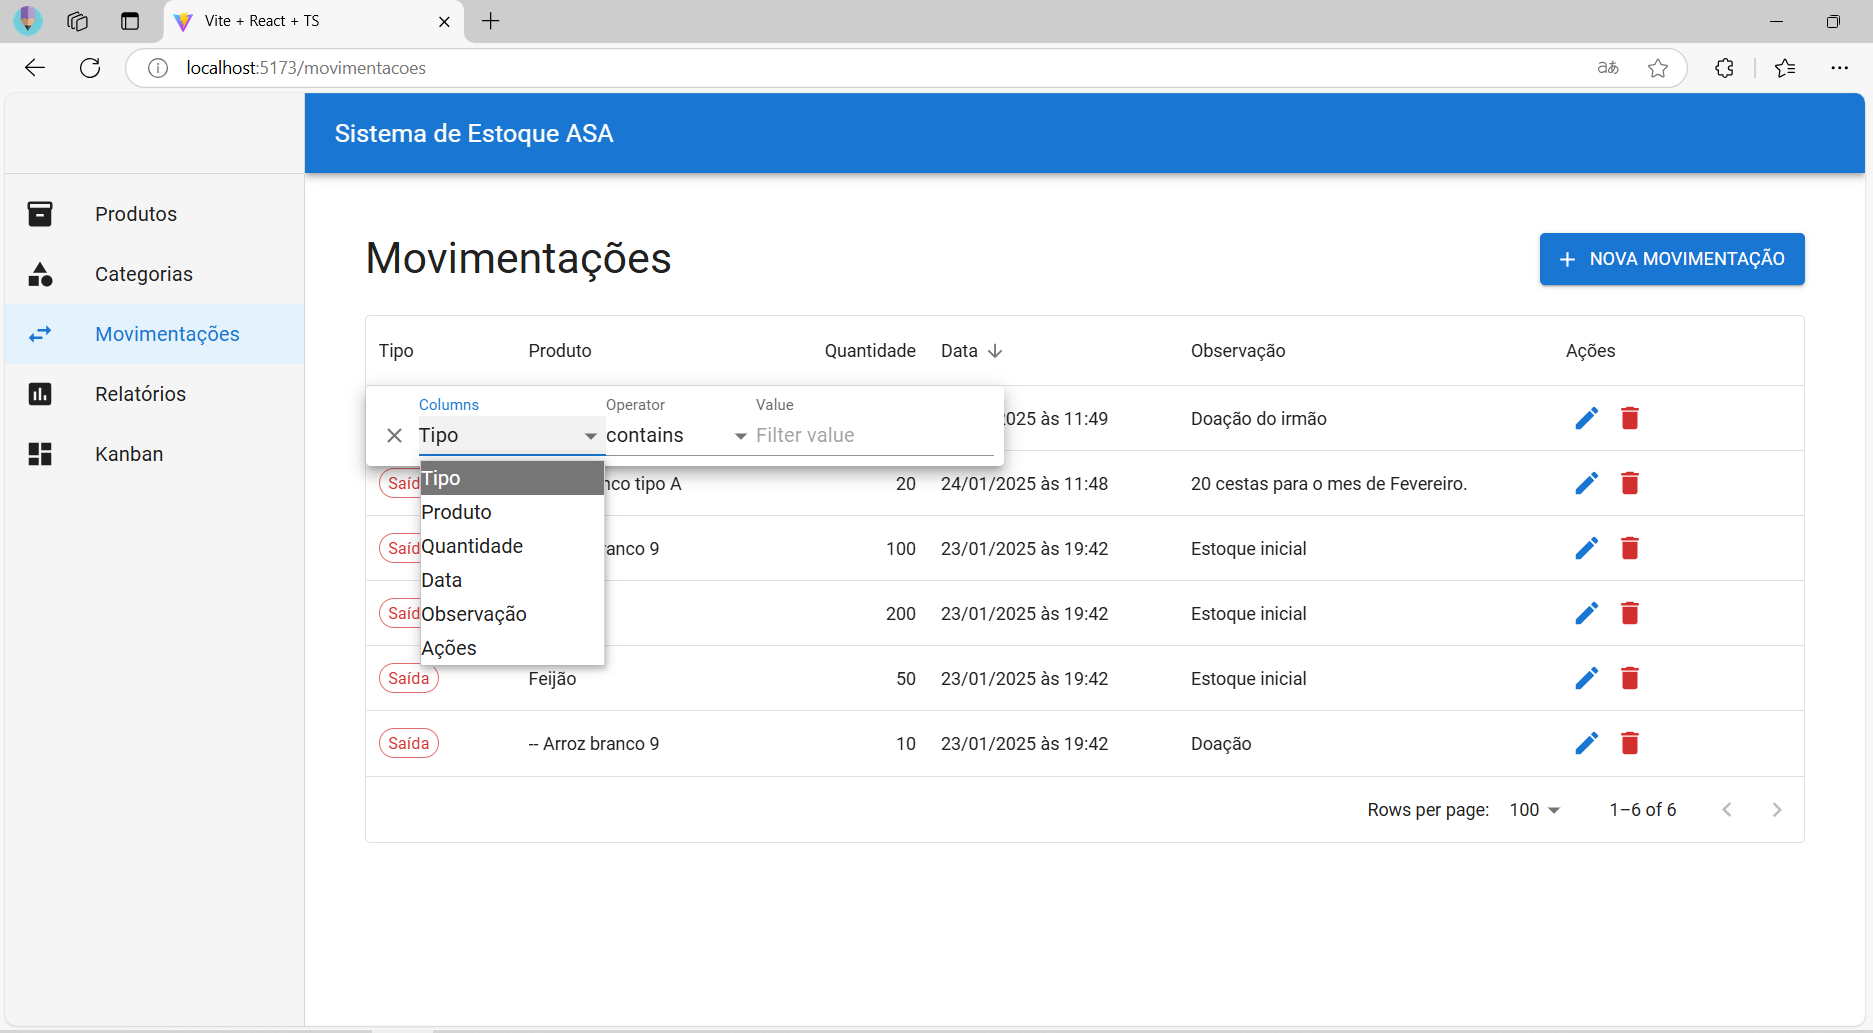 Vite + React + TS
localhost:5173/movimentacoes
Sistema de Estoque ASA
Produtos
Categorias
Movimentações
Relatórios
Kanban
Movimentações
NOVA MOVIMENTAÇÃO
Tipo Produto Quantidade Data Observação Ações
Columns Operator Value
Tipo contains Filter value
2025 às 11:49 Doação do irmão
Tipo
Produto
Quantidade
Data
Observação
Ações
tipo A 20 24/01/2025 às 11:48 20 cestas para o mes de Fevereiro.
9 100 23/01/2025 às 19:42 Estoque inicial
200 23/01/2025 às 19:42 Estoque inicial
Saída Feijão 50 23/01/2025 às 19:42 Estoque inicial
Saída -- Arroz branco 9 10 23/01/2025 às 19:42 Doação
Rows per page: 100 1–6 of 6